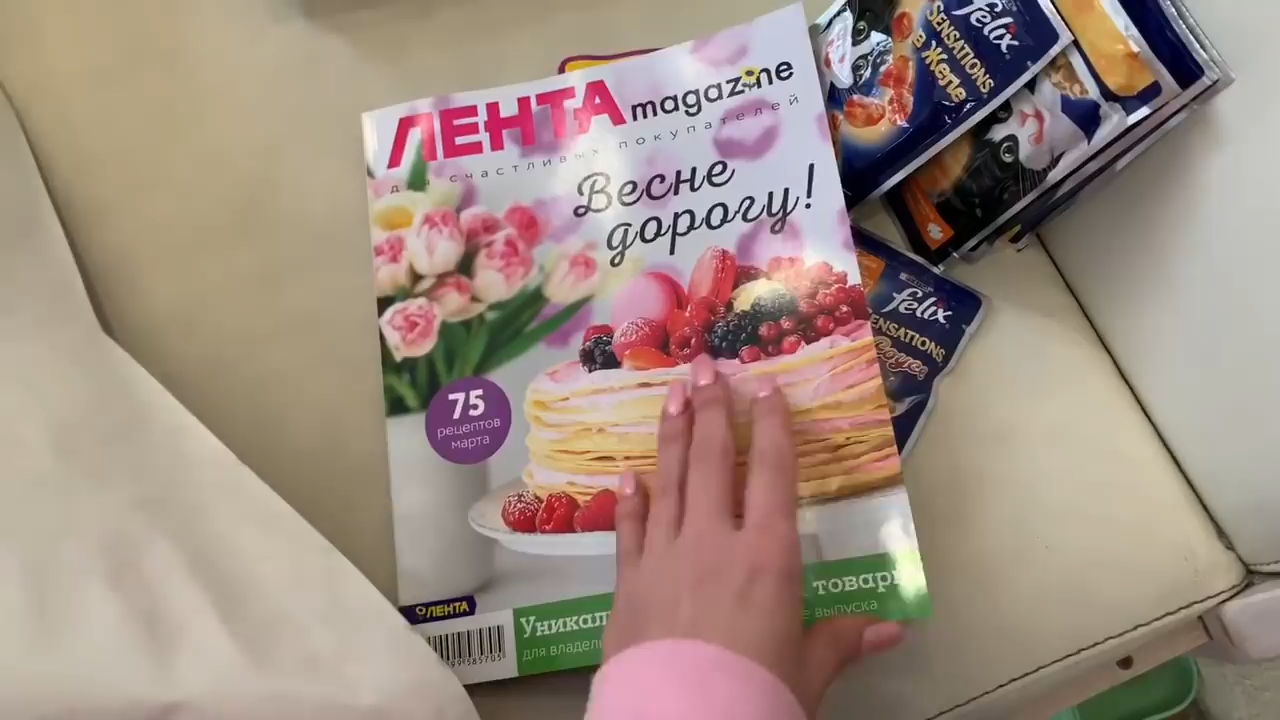 ЛЕНТА magazine
для счастливых покупателей
Весне
дорогу!
75
рецептов
марта
ЛЕНТА
товары
для
выпуска
felix
SENSATIONS
в Желе
felix
SENSATIONS
соус